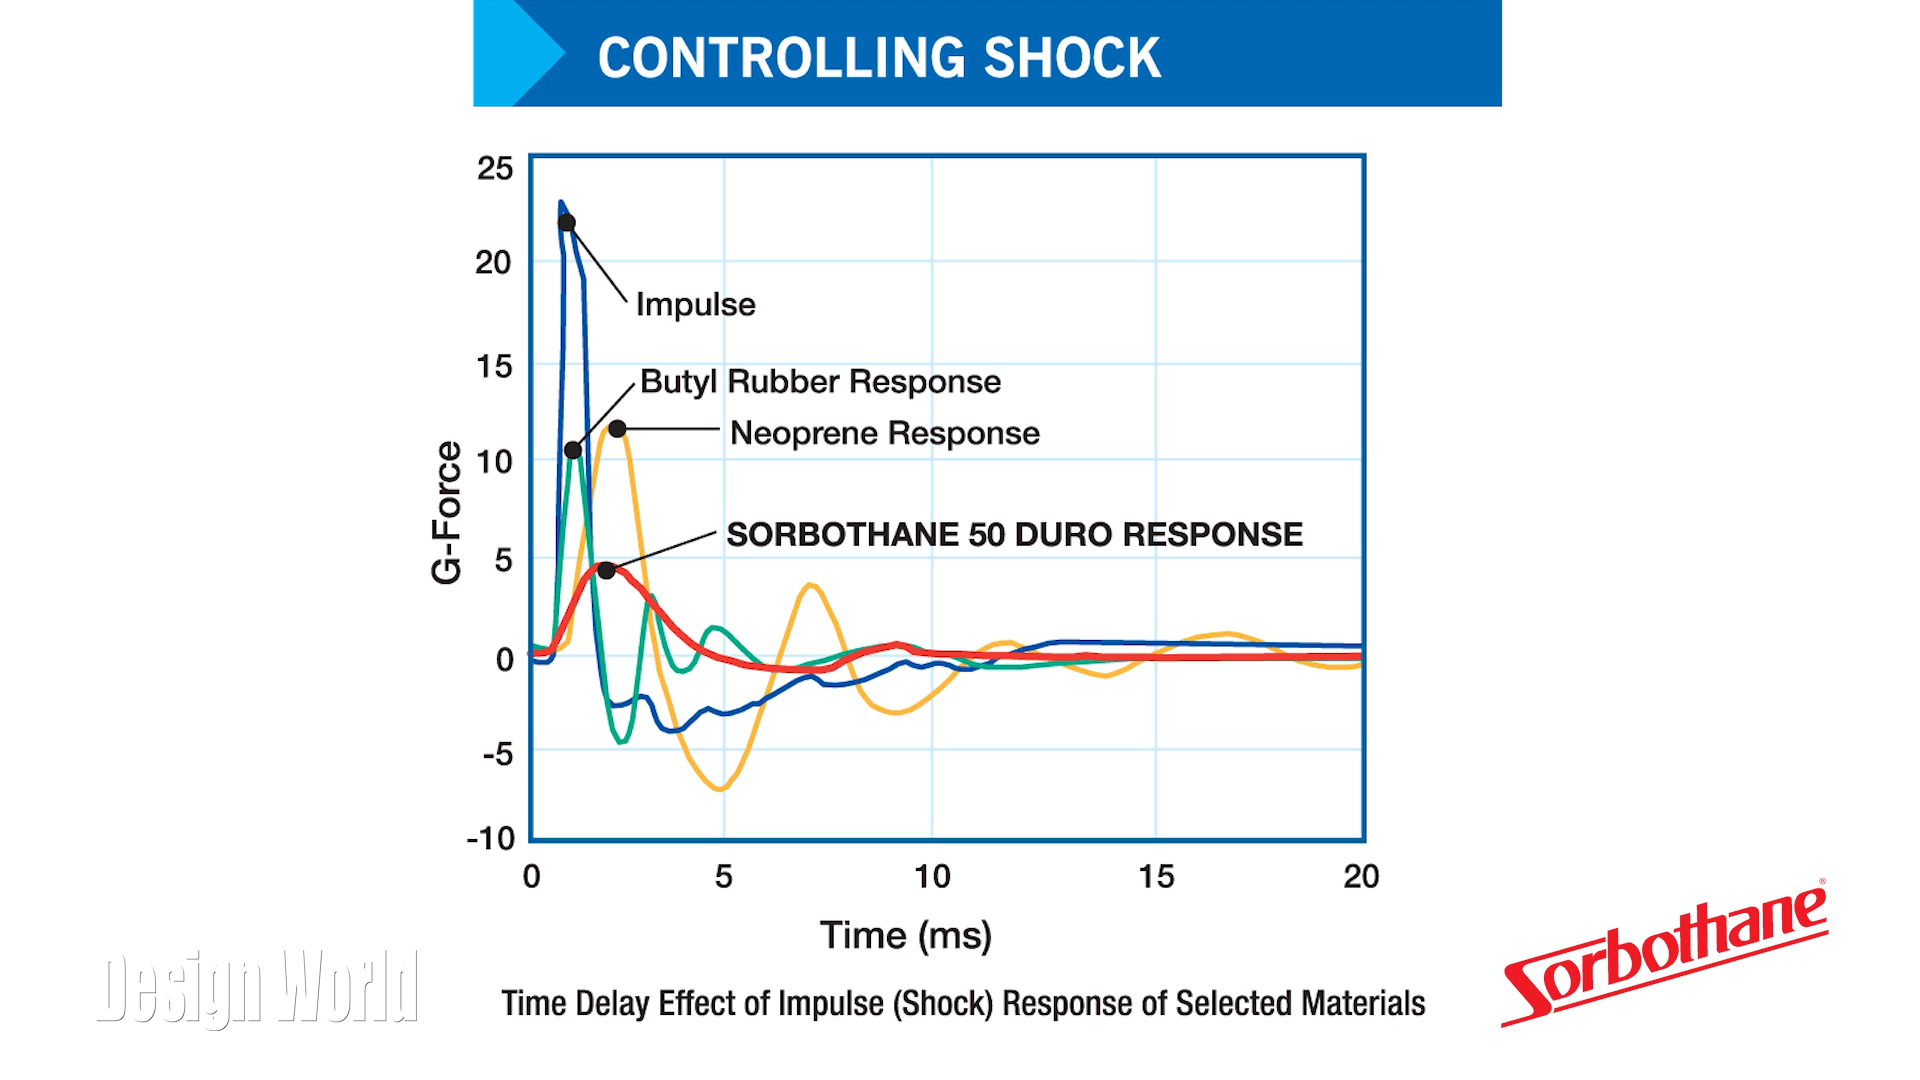 CONTROLLING SHOCK
25
20
15
10
5
0
-5
-10
G-Force
Impulse
Butyl Rubber Response
Neoprene Response
SORBOTHANE 50 DURO RESPONSE
0 5 10 15 20
Time (ms)
Time Delay Effect of Impulse (Shock) Response of Selected Materials
Design World
Sorbothane®